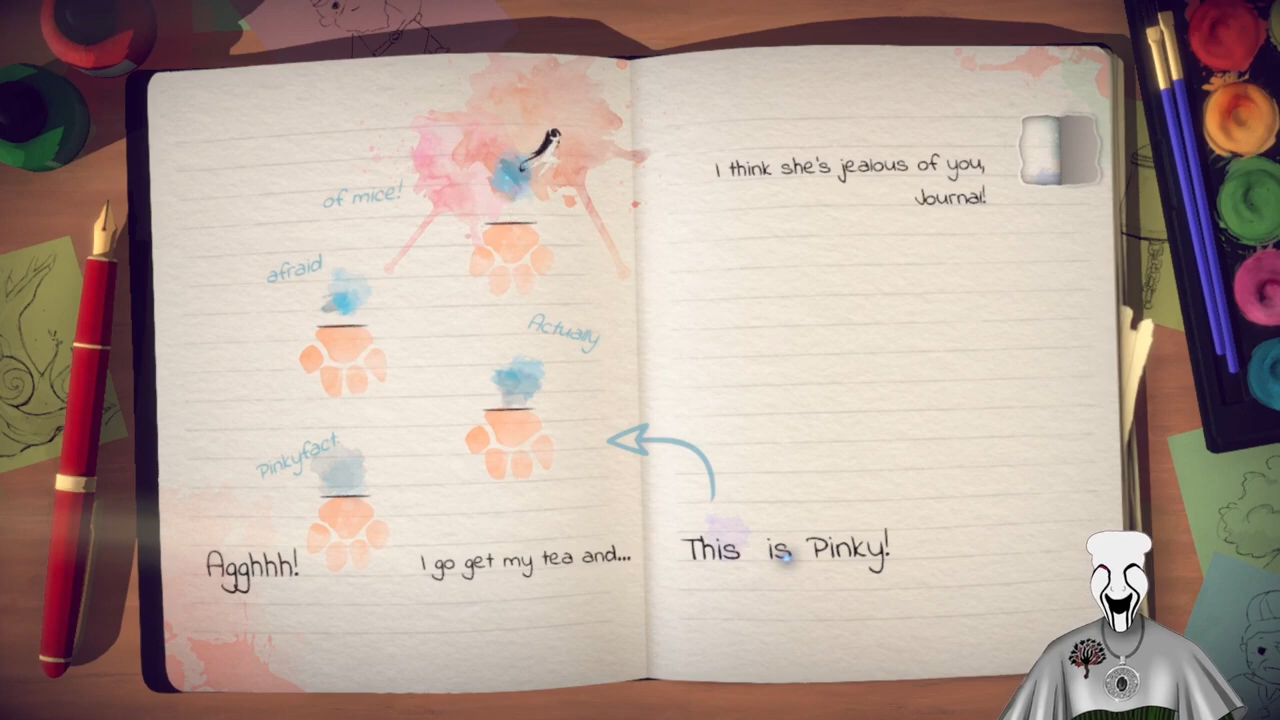 of mice!
afraid
Actually
Pinkyfact:
Agghhh!
I go get my tea and...
I think she's jealous of you,
Journal!
This is Pinky!